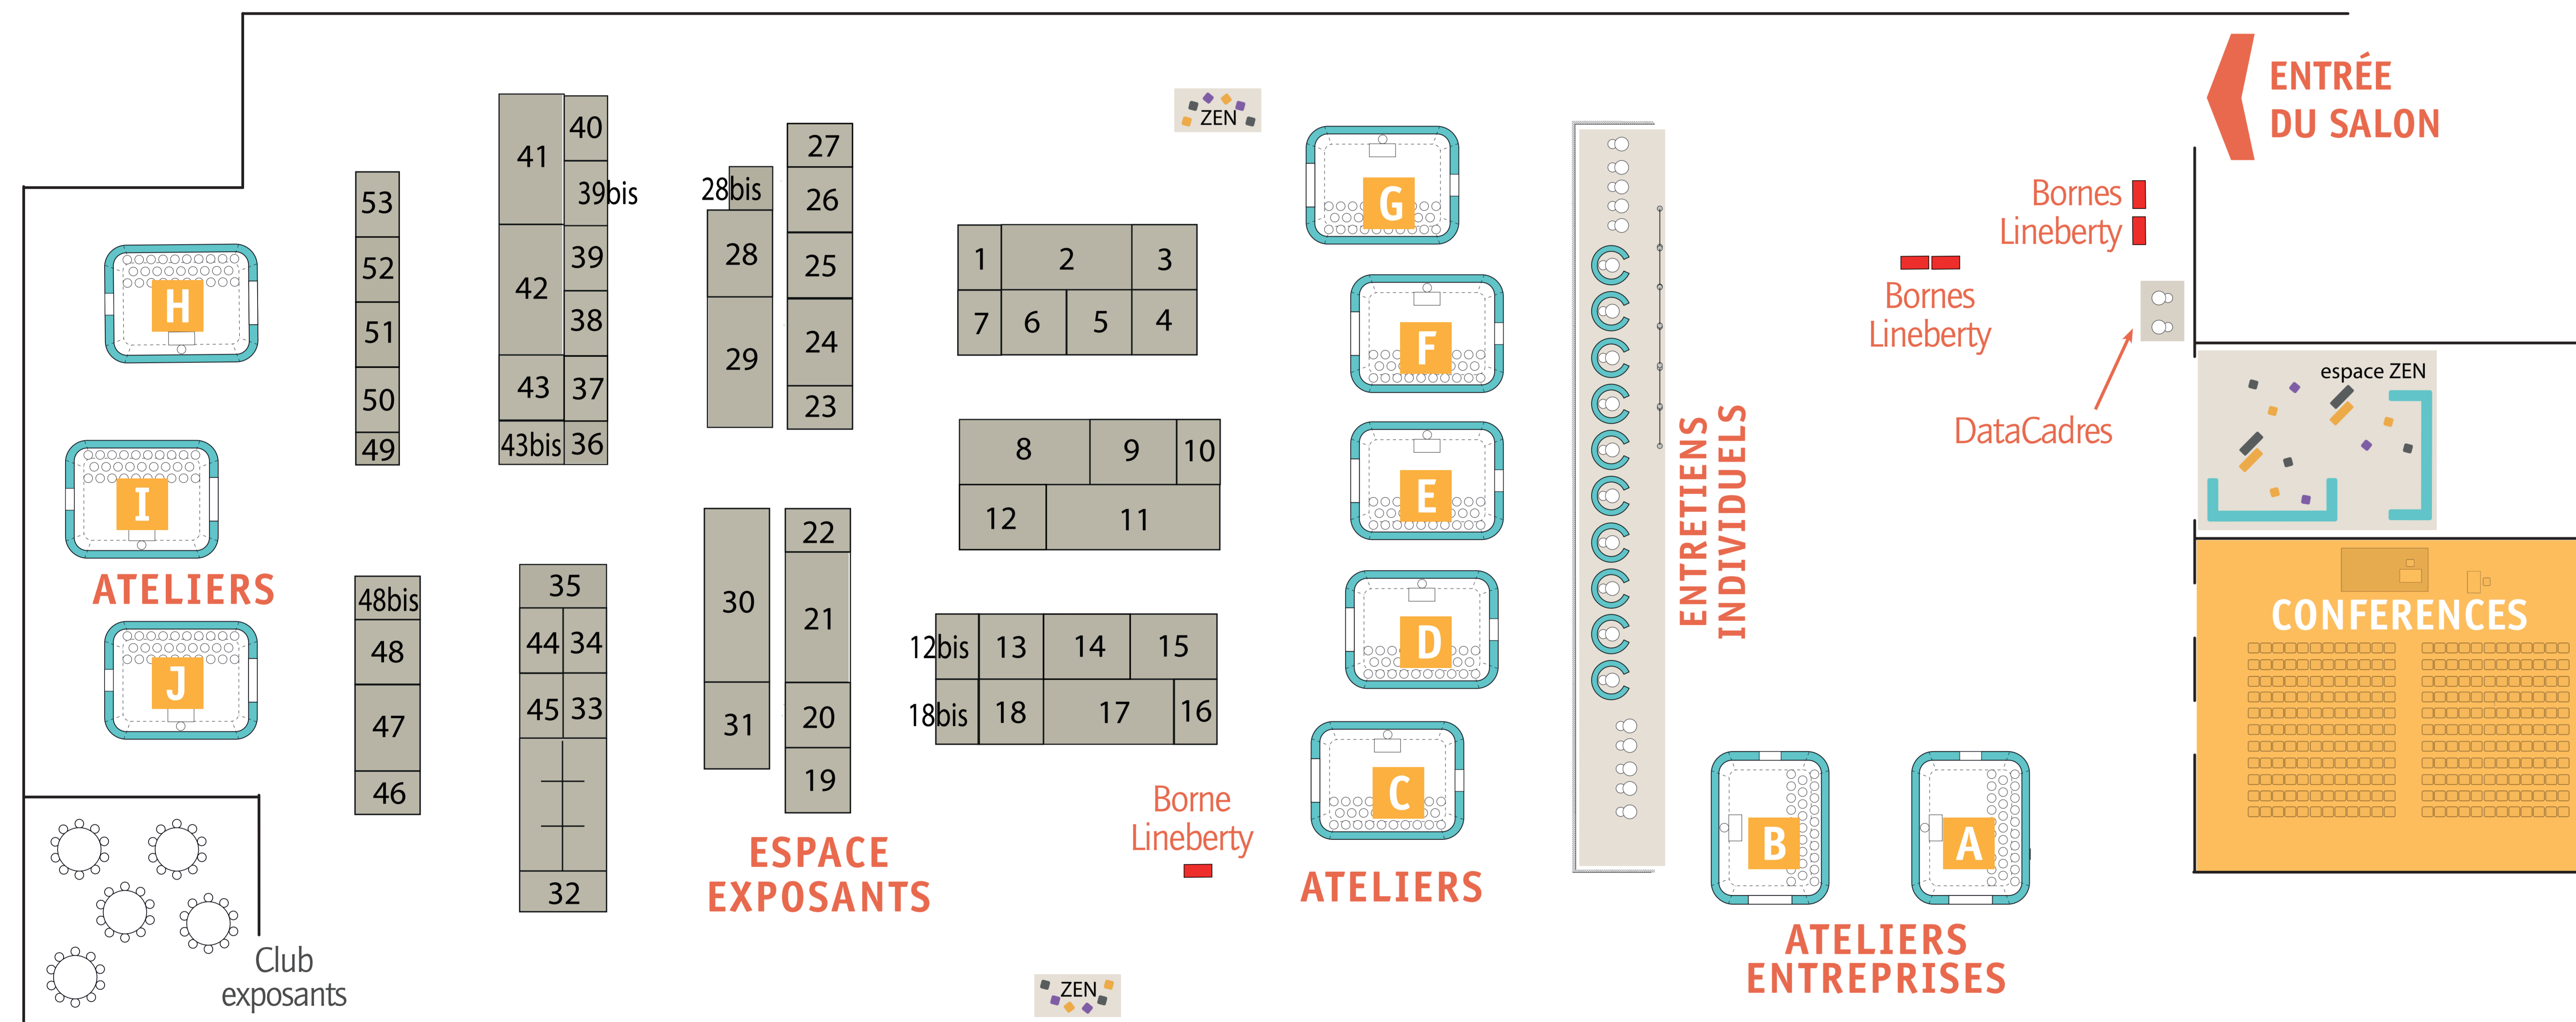 ENTRÉE
DU SALON
Bornes
Lineberty
Bornes
Lineberty
DataCadres
espace ZEN
CONFERENCES
ENTRETIENS
INDIVIDUELS
A
B
ATELIERS
ENTREPRISES
ZEN
G
F
E
D
C
ATELIERS
Borne
Lineberty
ZEN
1 2 3
7 6 5 4
8 9 10
12 11
12bis 13 14 15
18bis 18 17 16
27
26
25
24
23
28bis
28
29
22
21
20
19
30
31
ESPACE
EXPOSANTS
41 40
39bis
42 39
38
43 37
43bis 36
35
44 34
45 33
32
53
52
51
50
49
48bis
48
47
46
H
I
ATELIERS
J
Club
exposants